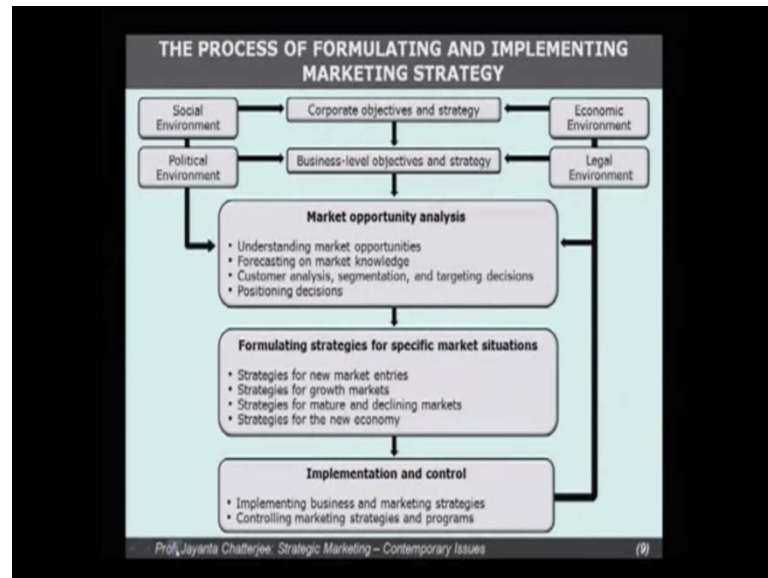 THE PROCESS OF FORMULATING AND IMPLEMENTING
MARKETING STRATEGY
Social
Environment
Corporate objectives and strategy
Economic
Environment
Political
Environment
Business-level objectives and strategy
Legal
Environment
Market opportunity analysis
• Understanding market opportunities
• Forecasting on market knowledge
• Customer analysis, segmentation, and targeting decisions
• Positioning decisions
Formulating strategies for specific market situations
• Strategies for new market entries
• Strategies for growth markets
• Strategies for mature and declining markets
• Strategies for the new economy
Implementation and control
• Implementing business and marketing strategies
• Controlling marketing strategies and programs
Prof. Jayanta Chatterjee: Strategic Marketing – Contemporary Issues
(9)